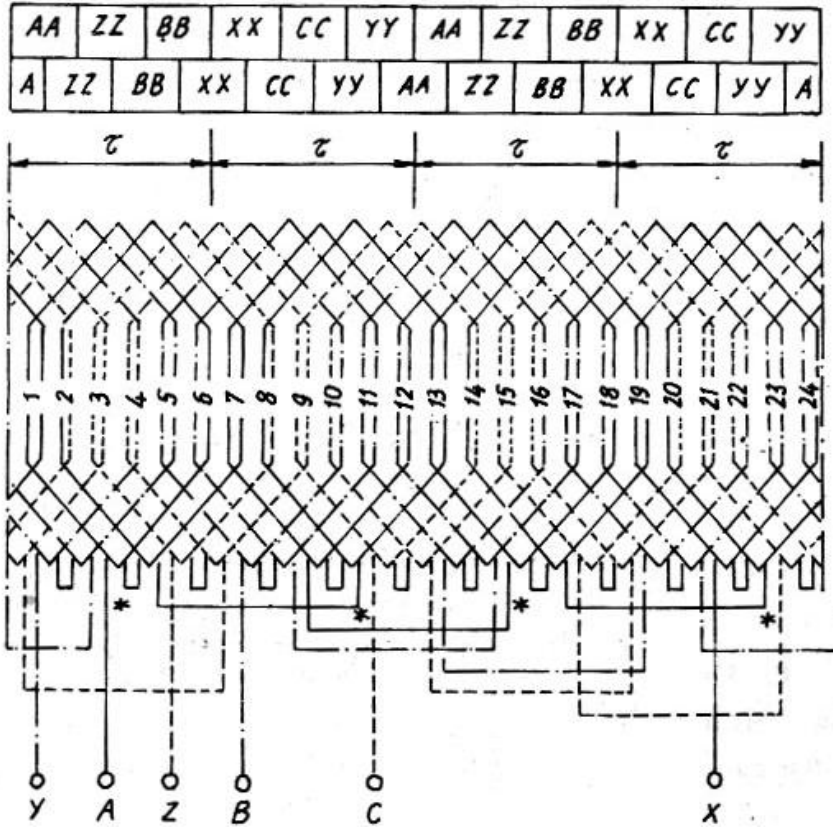 AA ZZ BB XX CC YY AA ZZ BB XX CC YY
A ZZ BB XX CC YY AA ZZ BB XX CC YY A
τ τ τ τ
1 2 3 4 5 6 7 8 9 10 11 12 13 14 15 16 17 18 19 20 21 22 23 24
* * * *
Y A Z B C X